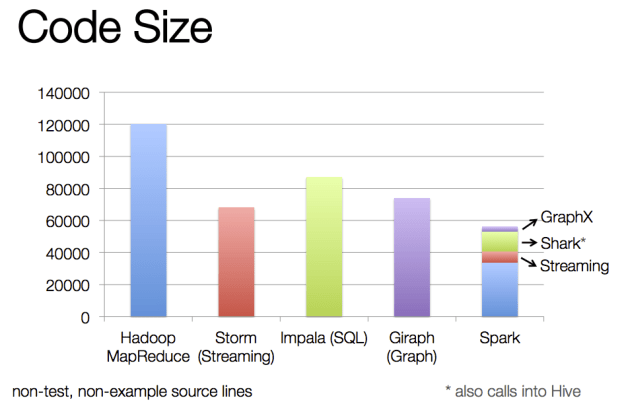 Code Size
140000
120000
100000
80000
60000
40000
20000
0
GraphX
Shark*
Streaming
Hadoop MapReduce
Storm (Streaming)
Impala (SQL)
Giraph (Graph)
Spark
non-test, non-example source lines
* also calls into Hive